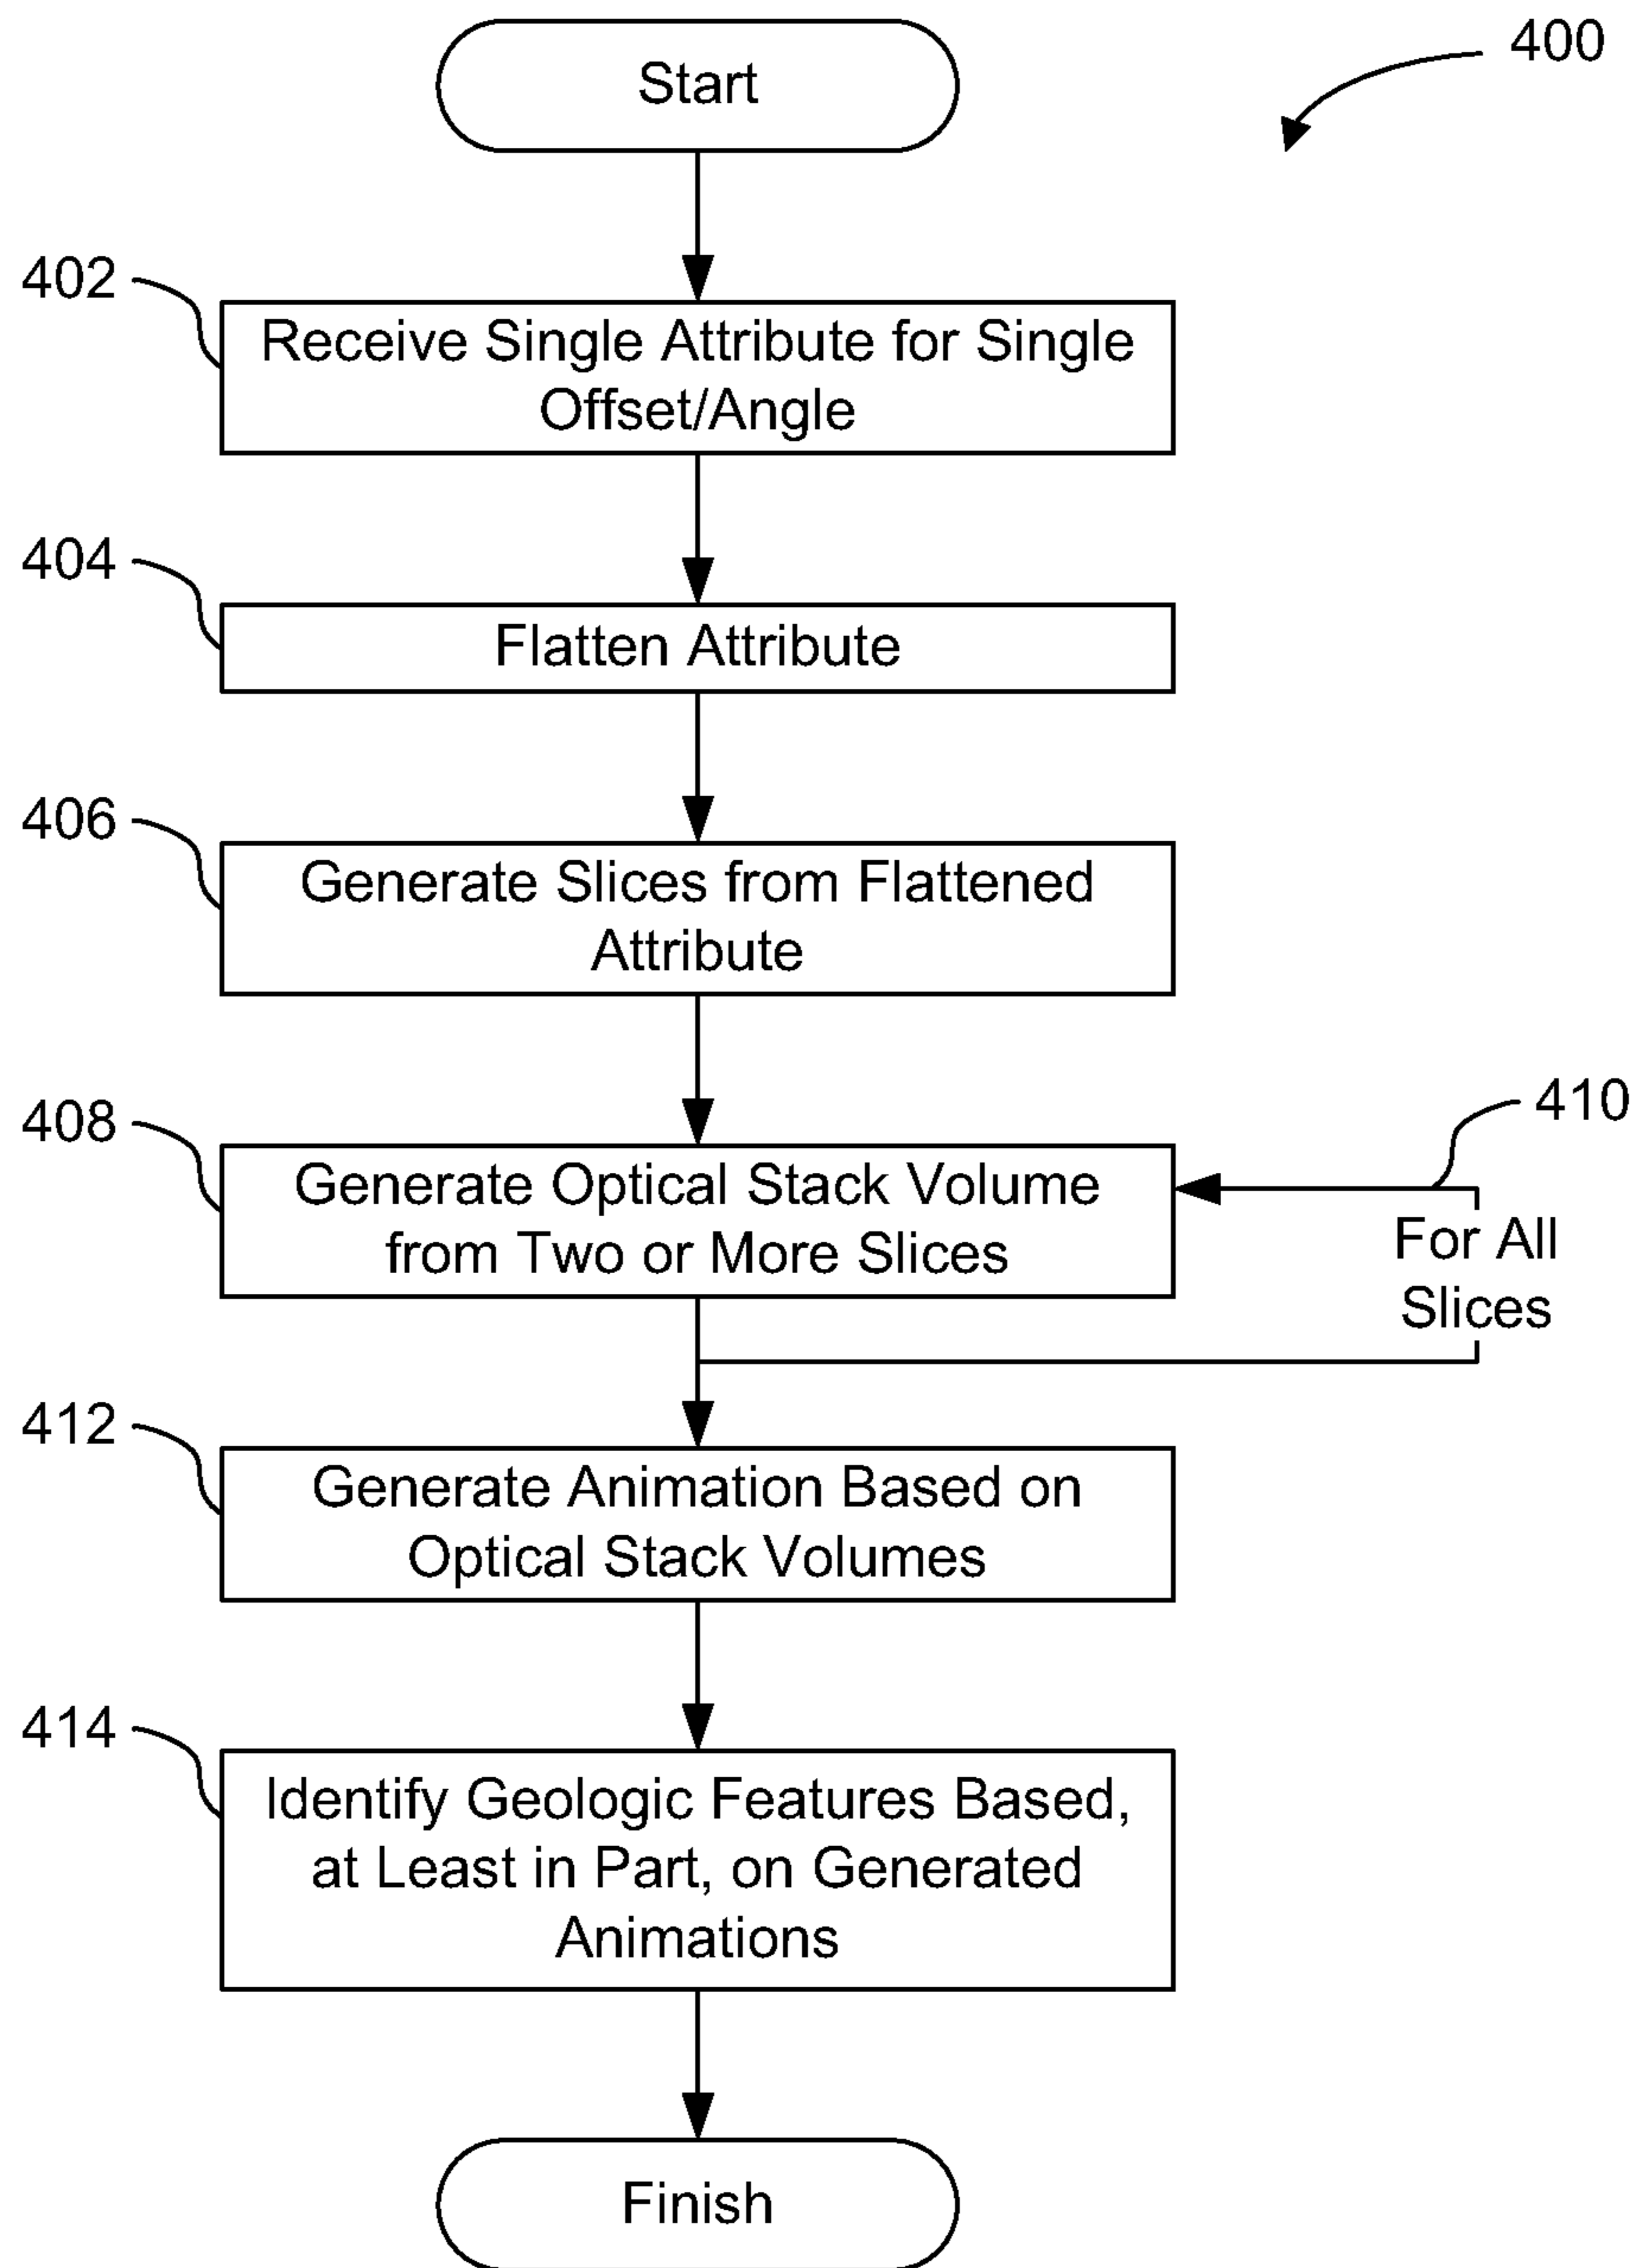 400
Start
402
Receive Single Attribute for Single
Offset/Angle
404
Flatten Attribute
406
Generate Slices from Flattened
Attribute
408
410
Generate Optical Stack Volume
from Two or More Slices
For All
Slices
412
Generate Animation Based on
Optical Stack Volumes
414
Identify Geologic Features Based,
at Least in Part, on Generated
Animations
Finish